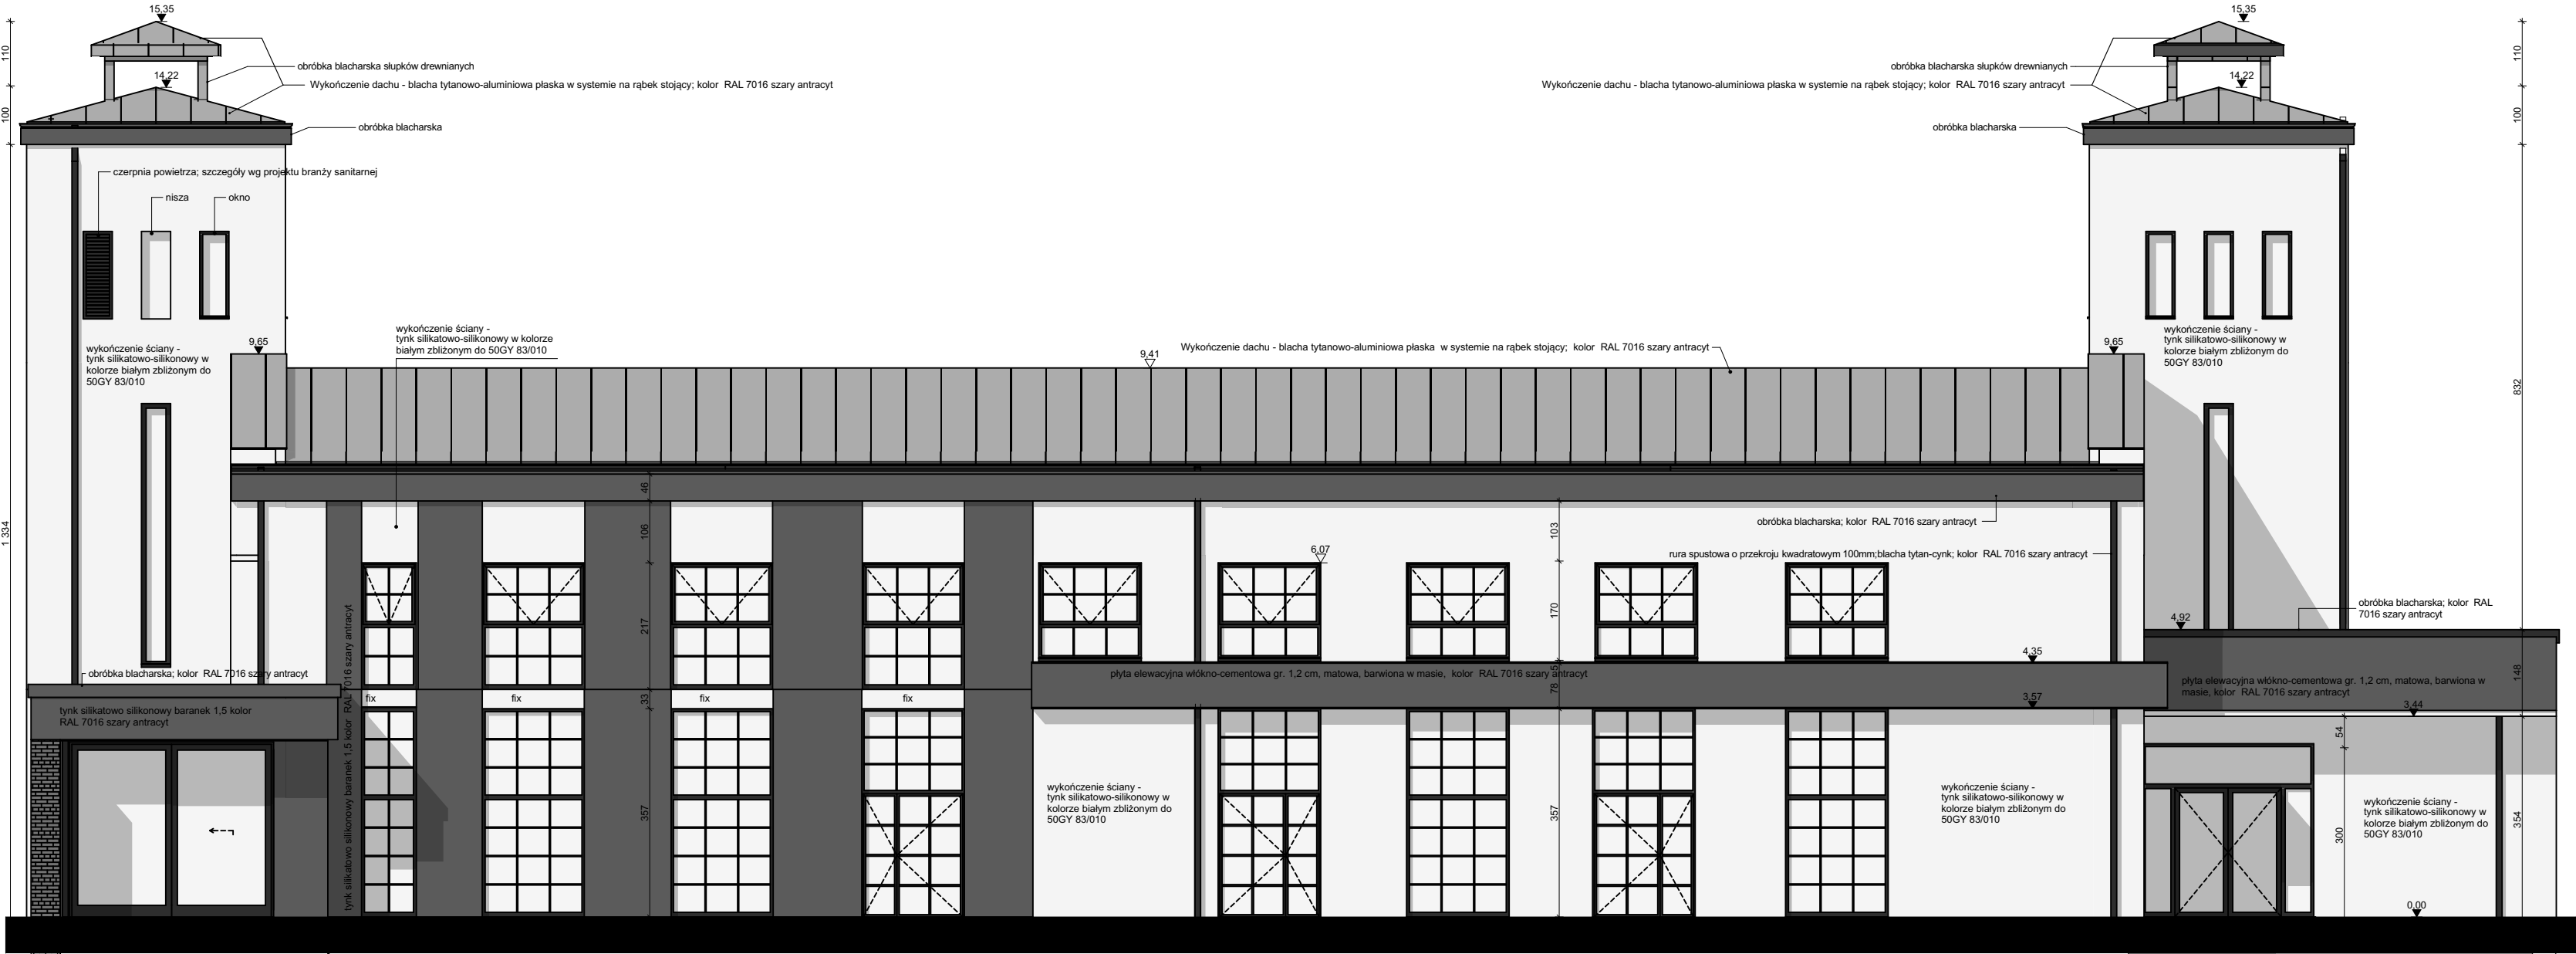 15,35
15,35
110
110
14,22
14,22
obróbka blacharska słupków drewnianych
obróbka blacharska słupków drewnianych
Wykończenie dachu - blacha tytanowo-aluminiowa płaska w systemie na rąbek stojący; kolor RAL 7016 szary antracyt
Wykończenie dachu - blacha tytanowo-aluminiowa płaska w systemie na rąbek stojący; kolor RAL 7016 szary antracyt
100
100
obróbka blacharska
obróbka blacharska
czerpnia powietrza; szczegóły wg projektu branży sanitarnej
nisza
okno
wykończenie ściany -
tynk silikatowo-silikonowy w
kolorze białym zbliżonym do
50GY 83/010
9,65
wykończenie ściany -
tynk silikatowo-silikonowy w kolorze
białym zbliżonym do 50GY 83/010
9,41
Wykończenie dachu - blacha tytanowo-aluminiowa płaska w systemie na rąbek stojący; kolor RAL 7016 szary antracyt
9,65
wykończenie ściany -
tynk silikatowo-silikonowy w
kolorze białym zbliżonym do
50GY 83/010
832
1 334
46
106
217
33
357
103
170
5
78
357
obróbka blacharska; kolor RAL 7016 szary antracyt
6,07
rura spustowa o przekroju kwadratowym 100mm;blacha tytan-cynk; kolor RAL 7016 szary antracyt
obróbka blacharska; kolor RAL
7016 szary antracyt
4,92
4,35
3,57
obróbka blacharska; kolor RAL 7016 szary antracyt
płyta elewacyjna włókno-cementowa gr. 1,2 cm, matowa, barwiona w masie, kolor RAL 7016 szary antracyt
płyta elewacyjna włókno-cementowa gr. 1,2 cm, matowa, barwiona w
masie, kolor RAL 7016 szary antracyt
148
3,44
fix
fix
fix
fix
tynk silikatowo silikonowy baranek 1,5 kolor
RAL 7016 szary antracyt
tynk silikatowo silikonowy baranek 1,5 kolor RAL 7016 szary antracyt
54
300
354
wykończenie ściany -
tynk silikatowo-silikonowy w
kolorze białym zbliżonym do
50GY 83/010
wykończenie ściany -
tynk silikatowo-silikonowy w
kolorze białym zbliżonym do
50GY 83/010
wykończenie ściany -
tynk silikatowo-silikonowy w
kolorze białym zbliżonym do
50GY 83/010
0,00